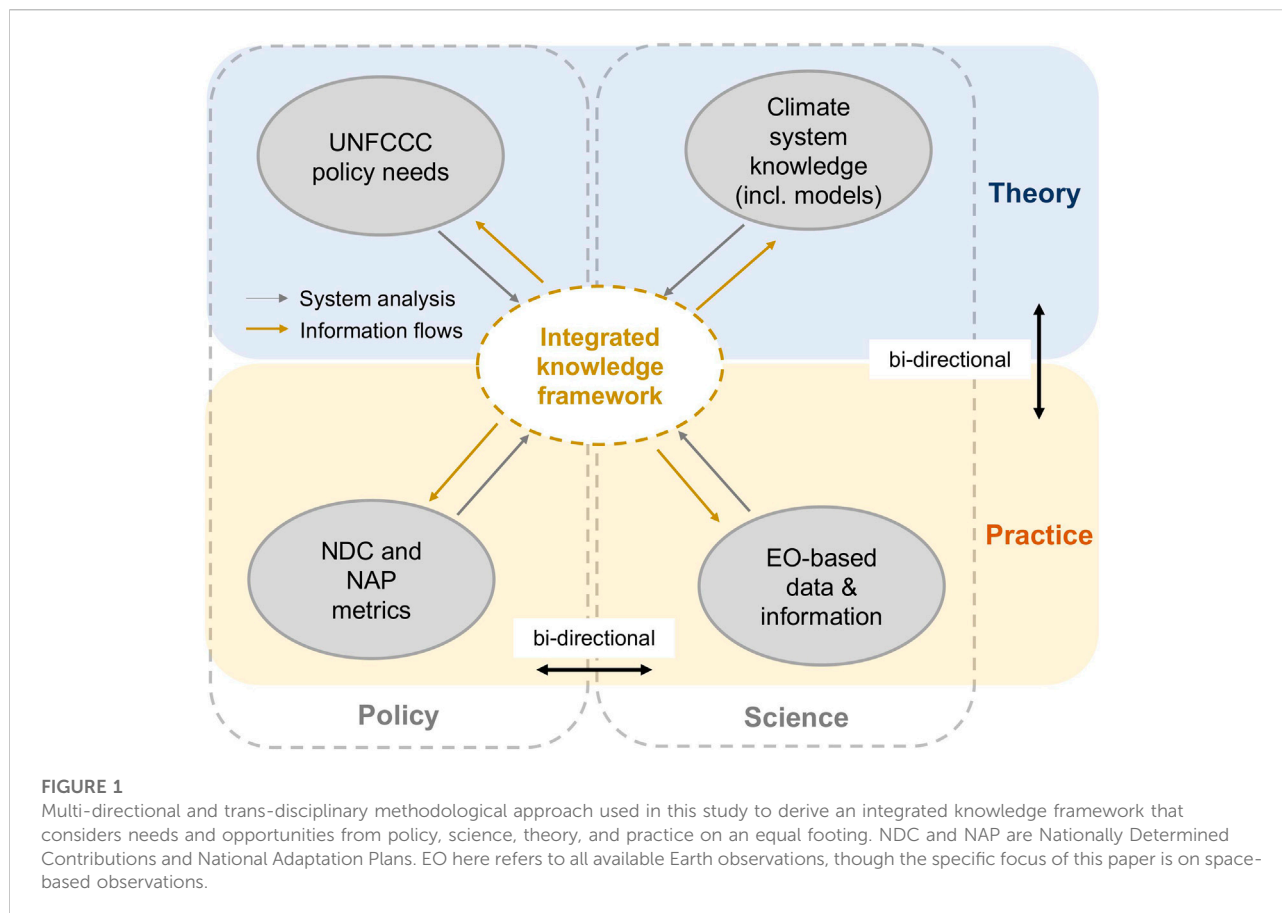 UNFCCC
policy needs
Climate
system
knowledge
(incl. models)
Theory
System analysis
Information flows
Integrated
knowledge
framework
bi-directional
NDC and
NAP
metrics
EO-based
data &
information
Practice
bi-directional
Policy
Science
FIGURE 1
Multi-directional and trans-disciplinary methodological approach used in this study to derive an integrated knowledge framework that
considers needs and opportunities from policy, science, theory, and practice on an equal footing. NDC and NAP are Nationally Determined
Contributions and National Adaptation Plans. EO here refers to all available Earth observations, though the specific focus of this paper is on space-
based observations.